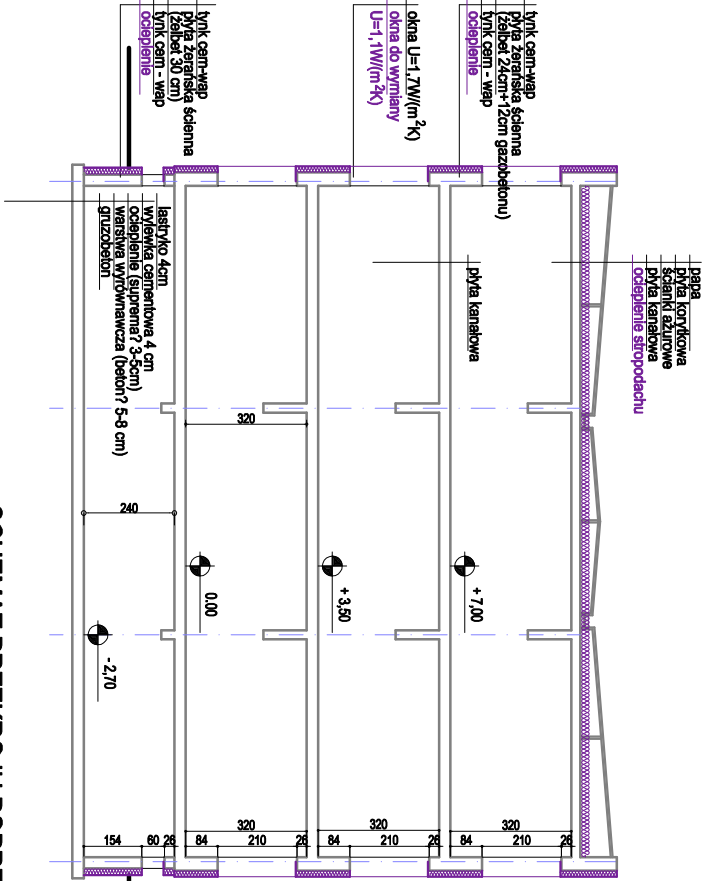 tynk cem-wap
płyta żerańska ścienna
(żelbet 30 cm)
tynk cem - wap
ocieplenie
okna U=1,7W/(m²K)
okna do wymiany
U=1,1W/(m²K)
tynk cem-wap
płyta żerańska ścienna
(żelbet 24cm+12cm gazobetonu)
tynk cem - wap
ocieplenie
papa
płyta korytkowa
ścianki ażurowe
płyta kanałowa
ocieplenie stropodachu
płyta kanałowa
lastryko 4cm
wylewka cementowa 4 cm
ocieplenie (suprema? 3-5cm)
warstwa wyrównawcza (beton? 5-8 cm)
gruzobeton
320
240
+ 7,00
+ 3,50
0.00
- 2,70
320
320
320
154
60
26
84
210
26
84
210
26
84
210
26